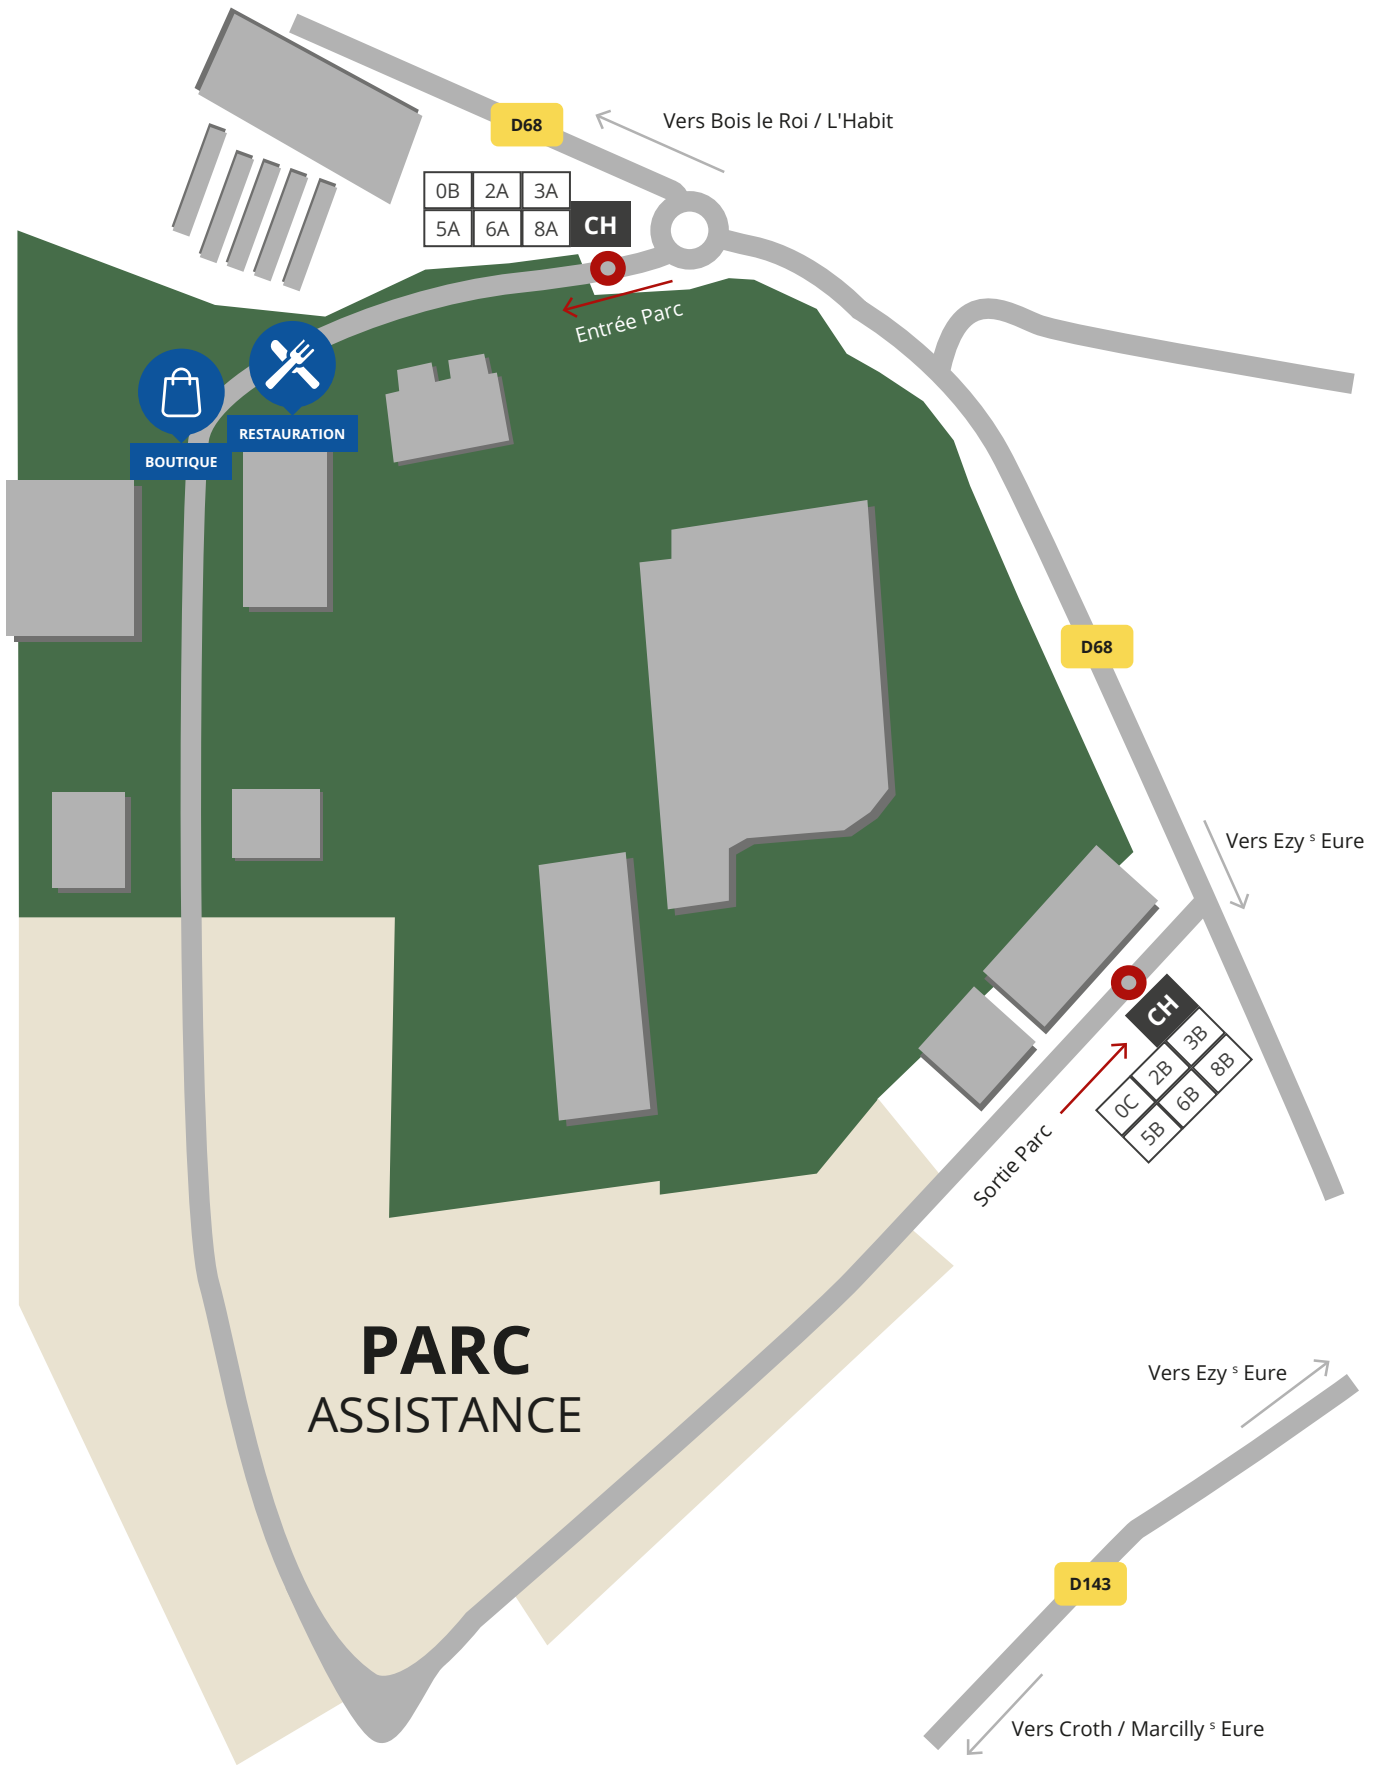 D68
Vers Bois le Roi / L'Habit
0B 2A 3A
5A 6A 8A
CH
Entrée Parc
RESTAURATION
BOUTIQUE
D68
Vers Ezy s Eure
CH
0C 2B 3B
5B 6B 8B
Sortie Parc
PARC
ASSISTANCE
Vers Ezy s Eure
D143
Vers Croth / Marcilly s Eure